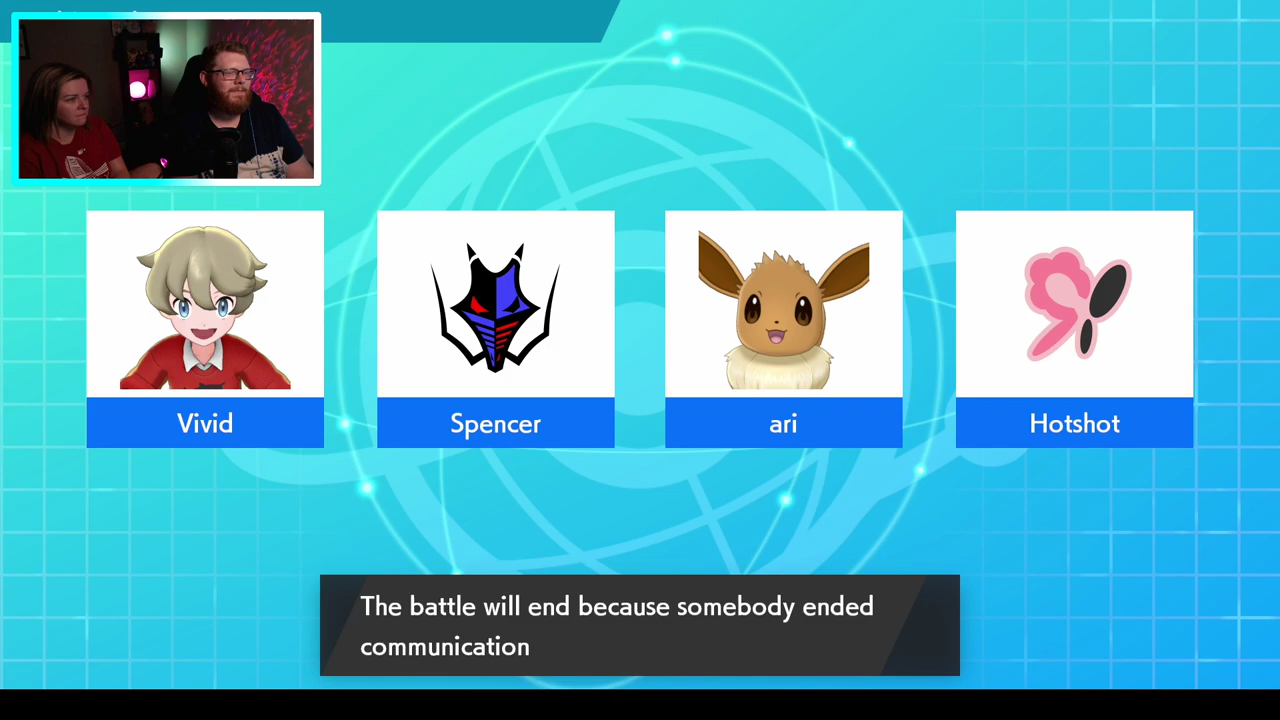 Vivid
Spencer
ari
Hotshot
The battle will end because somebody ended
communication